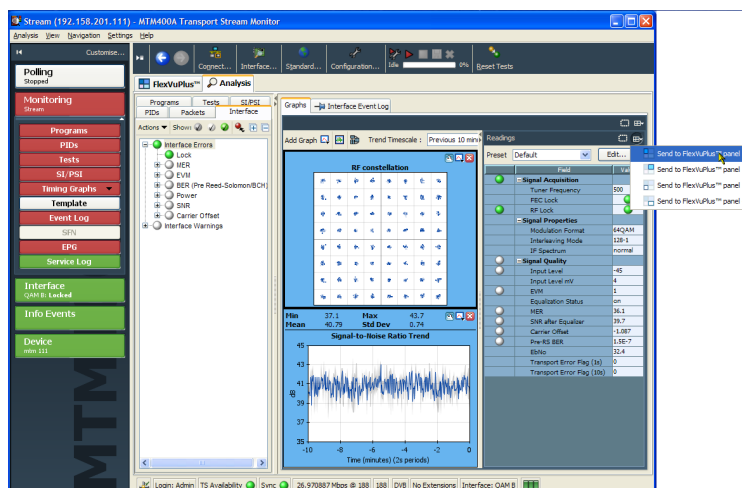 Stream (192.158.201.111) - MTM400A Transport Stream Monitor
Analysis View Navigation Settings Help
Customise...
Connect... Interface... Standard... Configuration... Idle 0% Reset Tests
Polling
Stopped
FlexVuPlus™ Analysis
Monitoring
Stream
Programs Tests SI/PSI
PIDs Packets Interface
Graphs Interface Event Log
Actions Show:
Programs
PIDs
Tests
SI/PSI
Timing Graphs
Template
Event Log
SFN
EPG
Service Log
Interface
QAM B: Locked
Info Events
Device
mtm 111
MTM
Interface Errors
Lock
MER
EVM
BER (Pre Reed-Solomon/BCH)
Power
SNR
Carrier Offset
Interface Warnings
Add Graph Trend Timescale : Previous 10 min
RF constellation
Min 37.1 Max 43.7
Mean 40.79 Std Dev 0.74
Signal-to-Noise Ratio Trend
45
43
41
39
37
35
dB
-10 -8 -6 -4 -2 0
Time (minutes) (2s periods)
Readings
Preset Default Edit...
Field Val
Signal Acquisition
Tuner Frequency 500
FEC Lock
RF Lock
Signal Properties
Modulation Format 64QAM
Interleaving Mode 128-1
IF Spectrum normal
Signal Quality
Input Level -45
Input Level mV 4
EVM 1
Equalization Status on
MER 36.1
SNR after Equalizer 39.7
Carrier Offset -1.087
Pre-RS BER 1.5E-7
EbNo 32.4
Transport Error Flag (1s) 0
Transport Error Flag (10s) 0
Send to FlexVuPlus™ panel
Send to FlexVuPlus™ panel
Send to FlexVuPlus™ panel
Send to FlexVuPlus™ panel
Login: Admin TS Availability Sync 26.970887 Mbps @ 188 188 DVB No Extensions Interface: QAM B